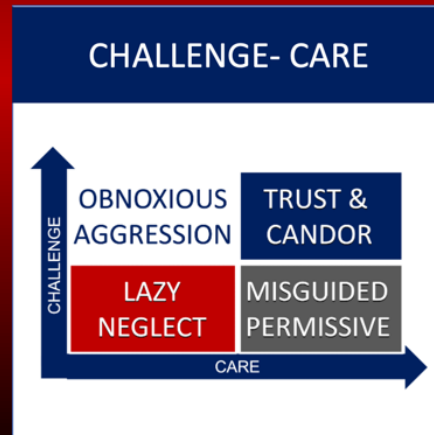 CHALLENGE- CARE
CHALLENGE
OBNOXIOUS
AGGRESSION
TRUST &
CANDOR
LAZY
NEGLECT
MISGUIDED
PERMISSIVE
CARE